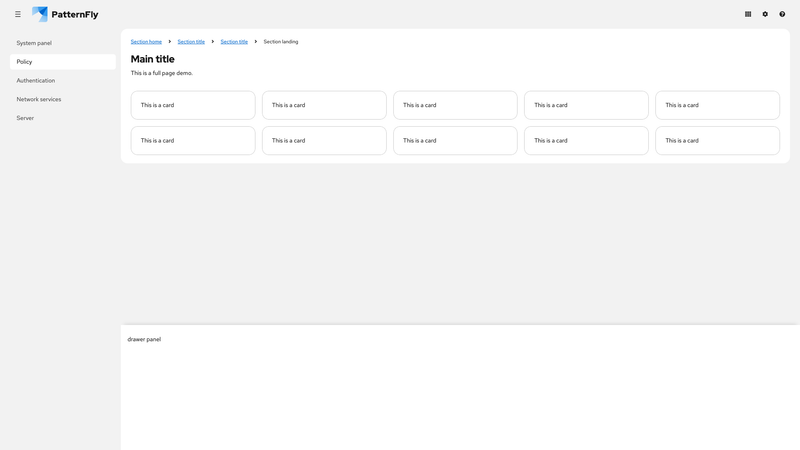 PatternFly
System panel
Policy
Authentication
Network services
Server
Section home Section title Section title Section landing
Main title
This is a full page demo.
This is a card This is a card This is a card This is a card This is a card
This is a card This is a card This is a card This is a card This is a card
drawer panel